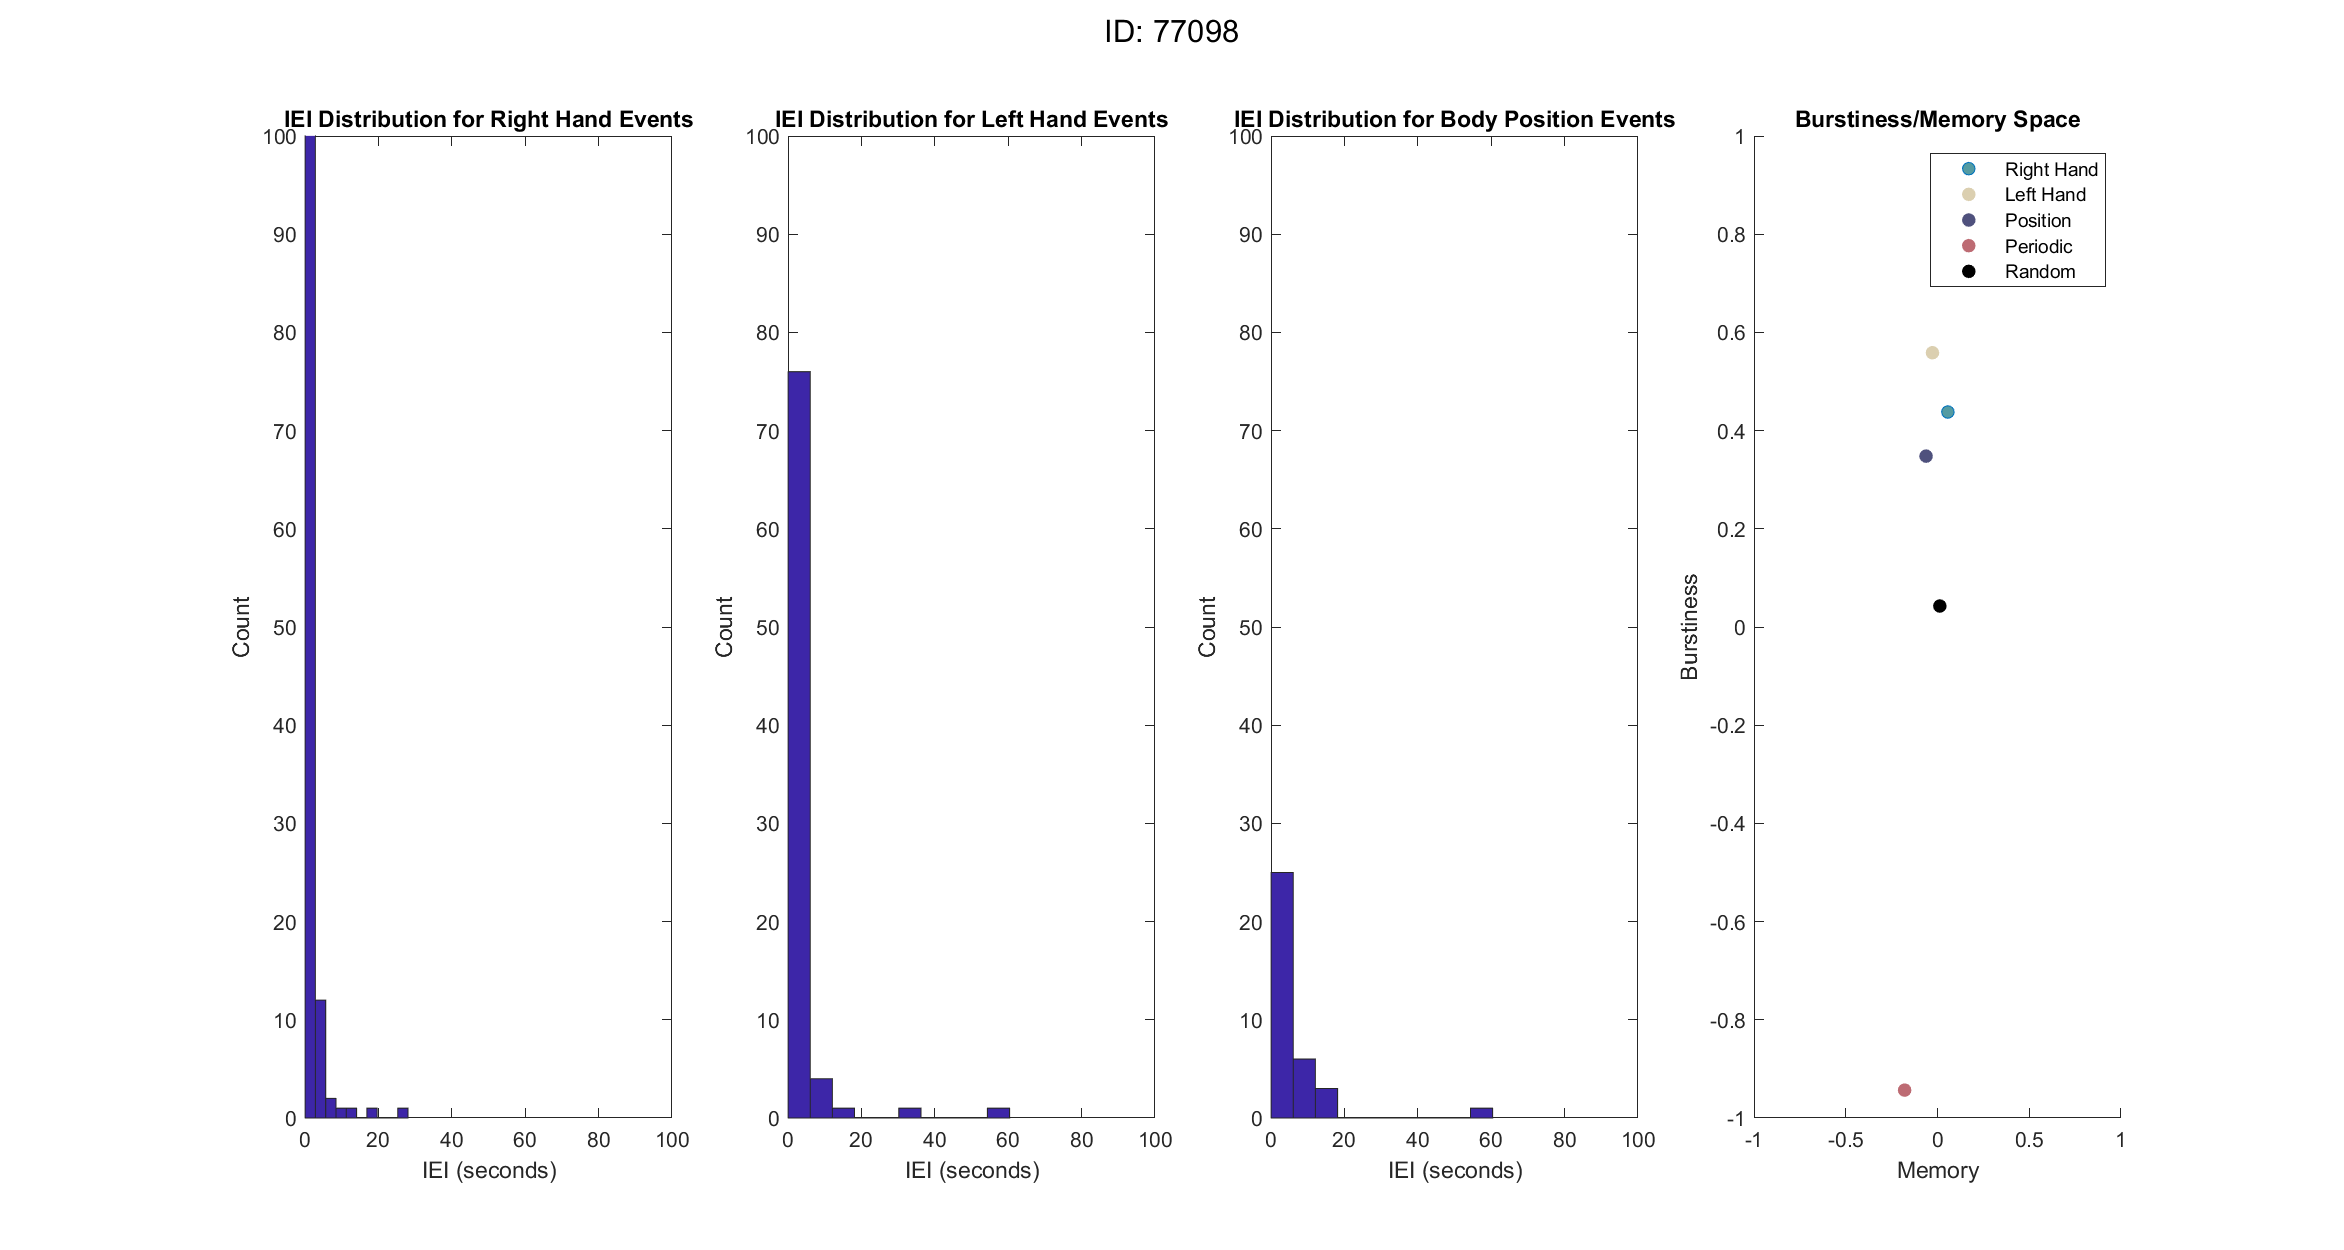 ID: 77098
IEI Distribution for Right Hand Events
100
90
80
70
60
50
40
30
20
10
0
Count
0 20 40 60 80 100
IEI (seconds)
IEI Distribution for Left Hand Events
100
90
80
70
60
50
40
30
20
10
0
Count
0 20 40 60 80 100
IEI (seconds)
IEI Distribution for Body Position Events
100
90
80
70
60
50
40
30
20
10
0
Count
0 20 40 60 80 100
IEI (seconds)
Burstiness/Memory Space
1
0.8
0.6
0.4
0.2
0
-0.2
-0.4
-0.6
-0.8
-1
Burstiness
-1 -0.5 0 0.5 1
Memory
Right Hand
Left Hand
Position
Periodic
Random